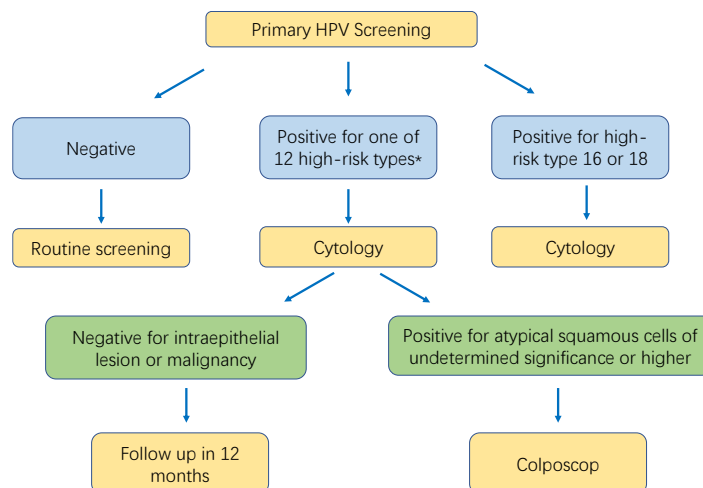 Primary HPV Screening
Negative
Positive for one of
12 high-risk types*
Positive for high-
risk type 16 or 18
Routine screening
Cytology
Cytology
Negative for intraepithelial
lesion or malignancy
Positive for atypical squamous cells of
undetermined significance or higher
Follow up in 12
months
Colposcop